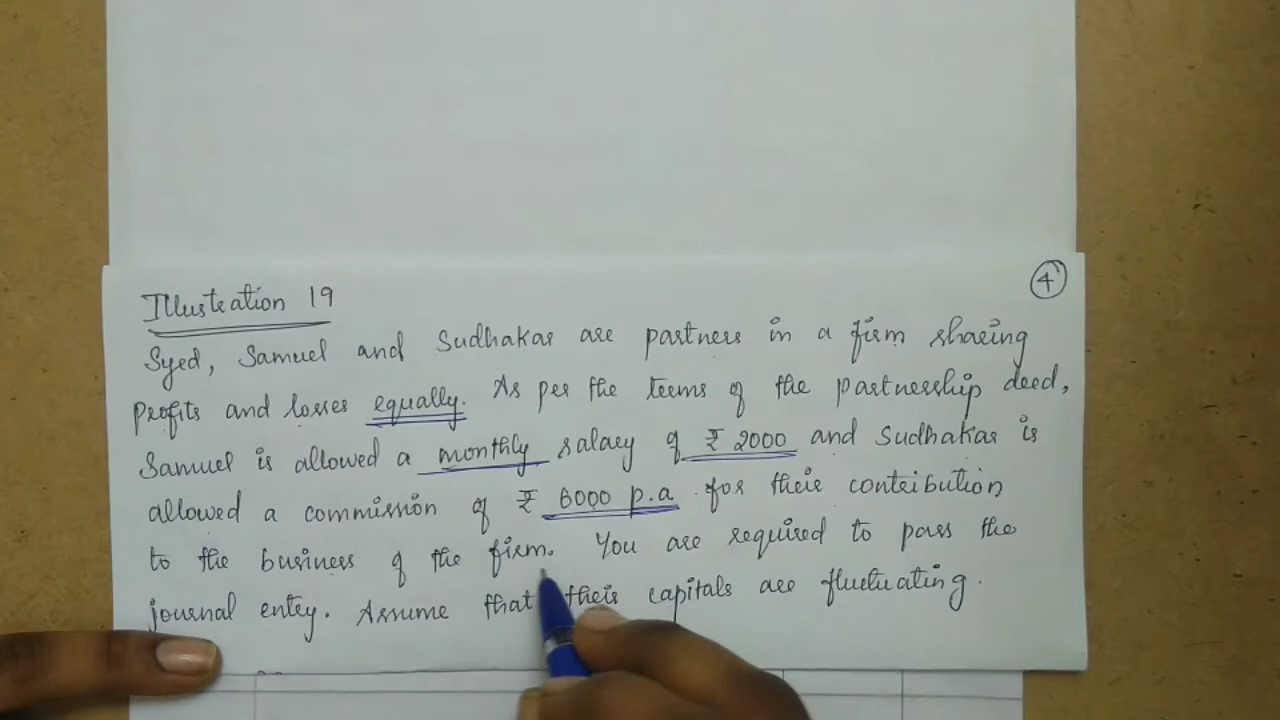 4
Illustration 19
Syed, Samuel and Sudhakar are partners in a firm sharing
profits and losses equally. As per the terms of the partnership deed,
Samuel is allowed a monthly salary of ₹ 2000 and Sudhakar is
allowed a commission of ₹ 6000 p.a for their contribution
to the business of the firm. You are required to pass the
journal entry. Assume that their capitals are fluctuating.